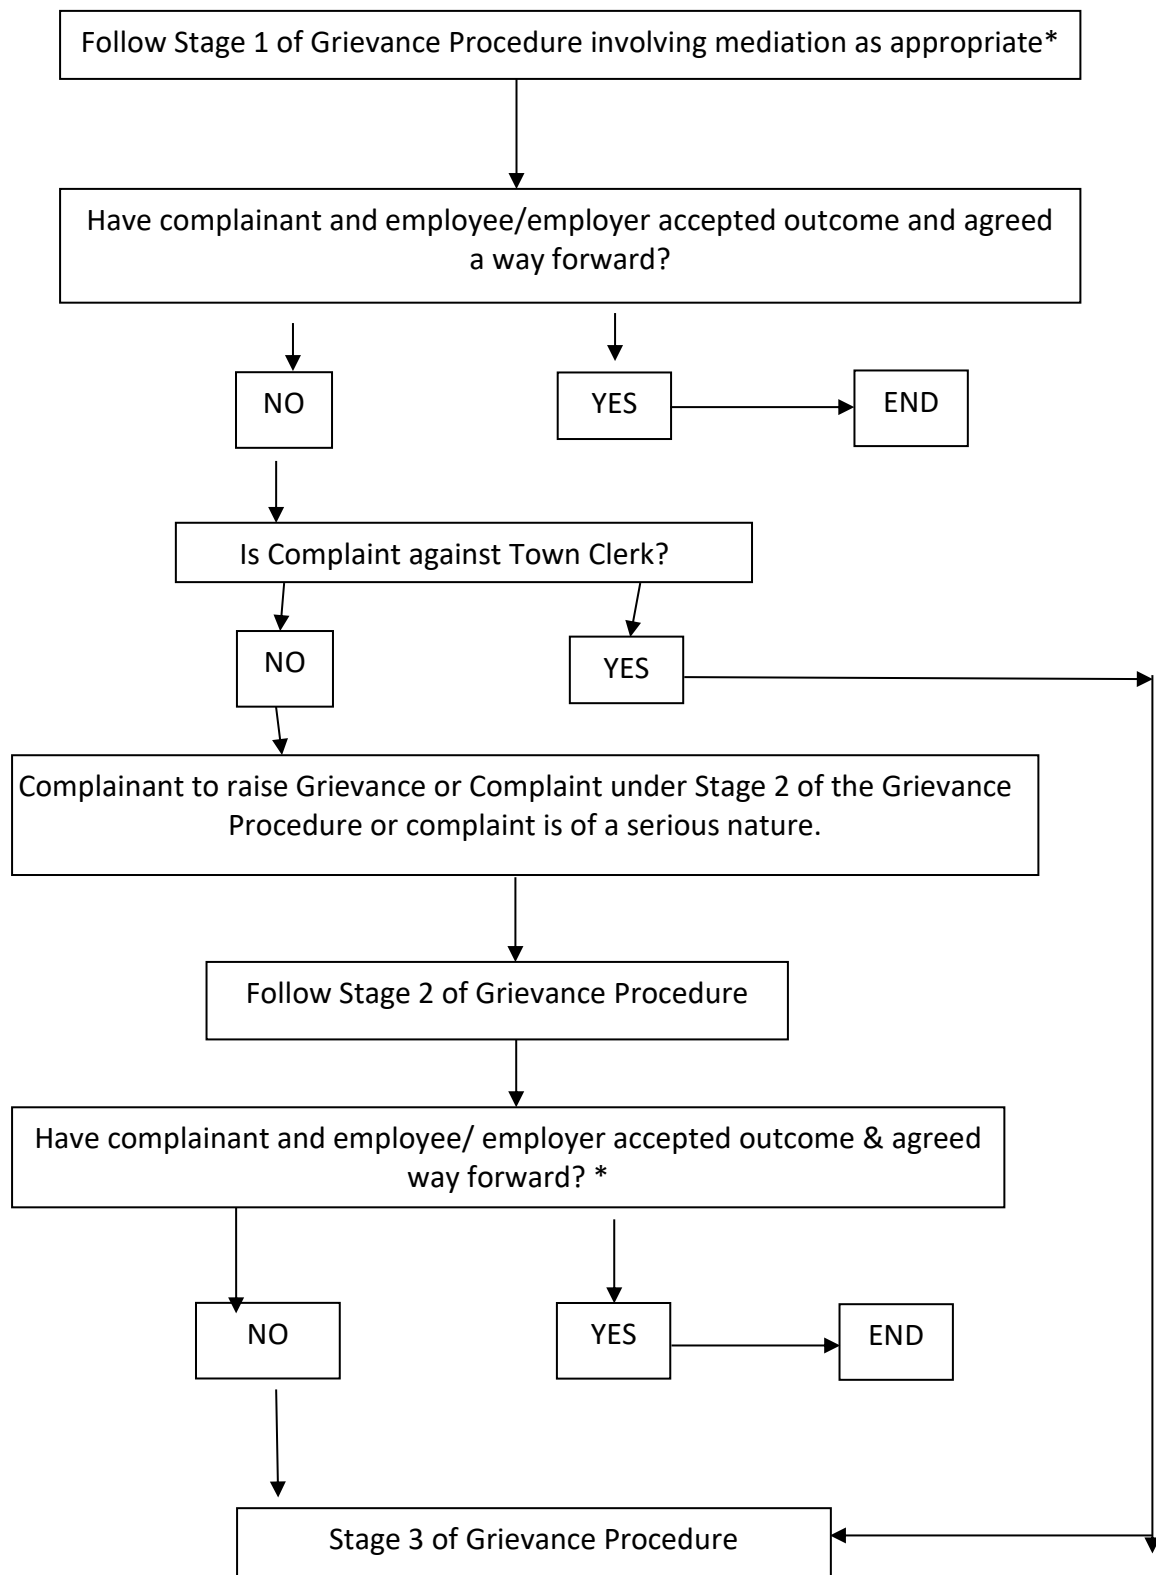 Follow Stage 1 of Grievance Procedure involving mediation as appropriate*
Have complainant and employee/employer accepted outcome and agreed
a way forward?
NO
YES
END
Is Complaint against Town Clerk?
NO
YES
Complainant to raise Grievance or Complaint under Stage 2 of the Grievance
Procedure or complaint is of a serious nature.
Follow Stage 2 of Grievance Procedure
Have complainant and employee/ employer accepted outcome & agreed
way forward? *
NO
YES
END
Stage 3 of Grievance Procedure